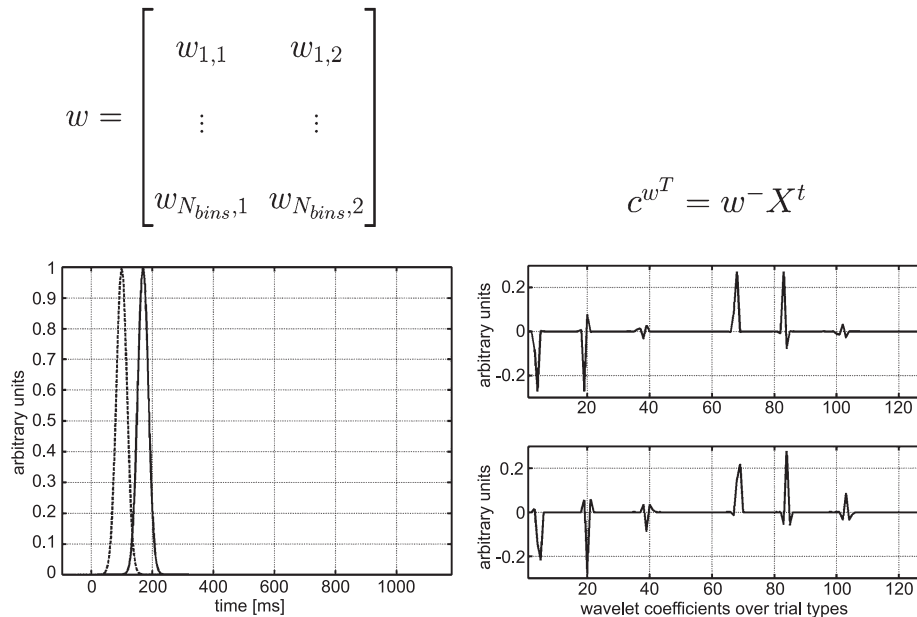 w = [ w_{1,1} w_{1,2}
⋮ ⋮
w_{N_{bins},1} w_{N_{bins},2} ]
c^{w^T} = w^- X^t
1
0.9
0.8
0.7
0.6
0.5
0.4
0.3
0.2
0.1
0
arbitrary units
0 200 400 600 800 1000
time [ms]
0.2
0
-0.2
arbitrary units
20 40 60 80 100 120
0.2
0
-0.2
arbitrary units
20 40 60 80 100 120
wavelet coefficients over trial types